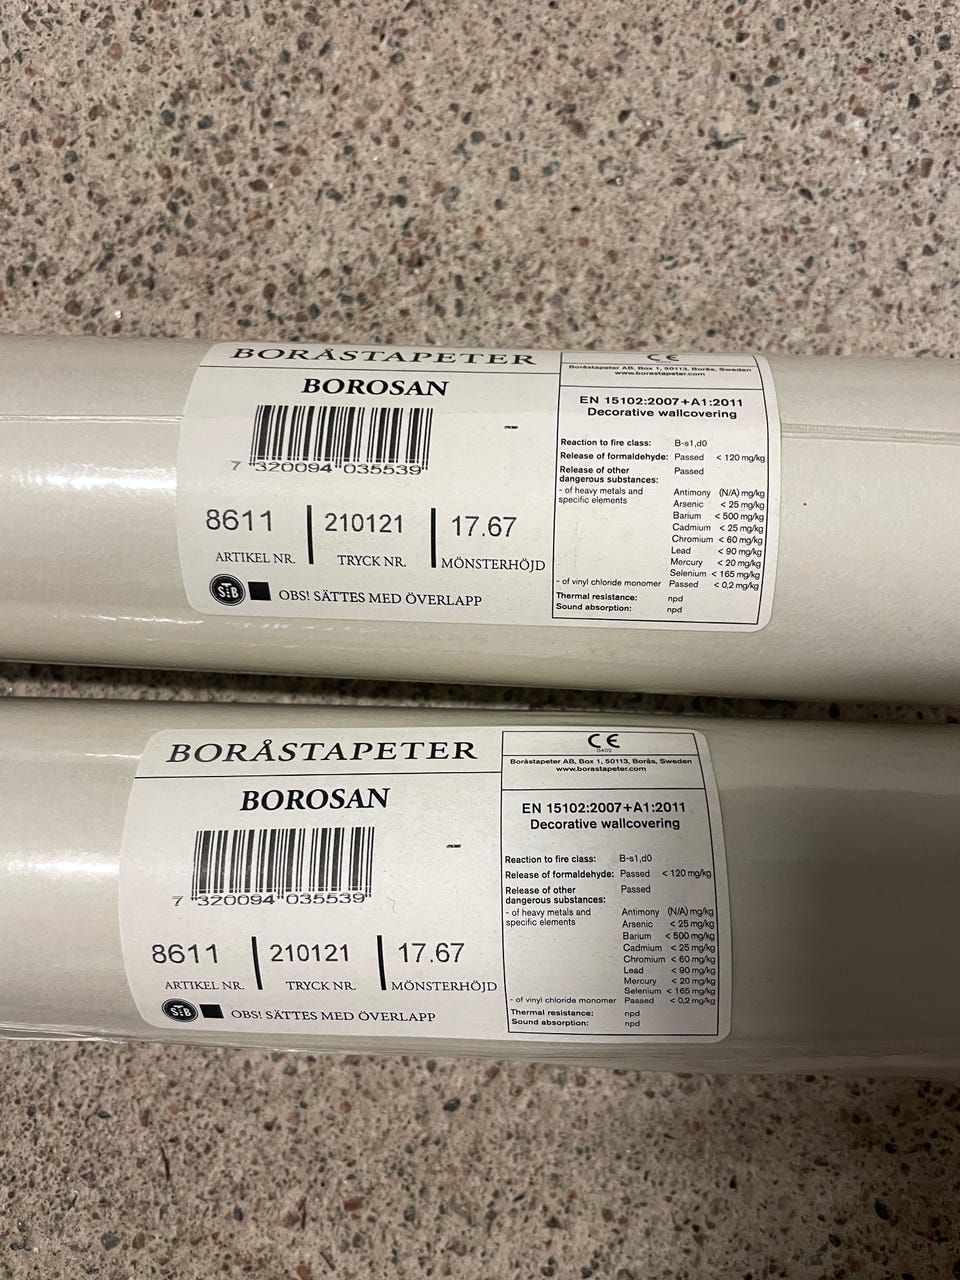 BORÅSTAPETER
BOROSAN
7 320094 035539
8611
210121
17.67
ARTIKEL NR.
TRYCK NR.
MÖNSTERHÖJD
STB
OBS! SÄTTES MED ÖVERLAPP
CE
Boråstapeter AB, Box 1, 50113, Borås, Sweden
www.borastapeter.com
EN 15102:2007+A1:2011
Decorative wallcovering
Reaction to fire class: B-s1,d0
Release of formaldehyde: Passed < 120 mg/kg
Release of other Passed
dangerous substances:
- of heavy metals and Antimony (N/A) mg/kg
specific elements Arsenic < 25 mg/kg
Barium < 500 mg/kg
Cadmium < 25 mg/kg
Chromium < 60 mg/kg
Lead < 90 mg/kg
Mercury < 20 mg/kg
Selenium < 165 mg/kg
- of vinyl chloride monomer Passed < 0,2 mg/kg
Thermal resistance: npd
Sound absorption: npd
BORÅSTAPETER
BOROSAN
7 320094 035539
8611
210121
17.67
ARTIKEL NR.
TRYCK NR.
MÖNSTERHÖJD
STB
OBS! SÄTTES MED ÖVERLAPP
CE
0402
Boråstapeter AB, Box 1, 50113, Borås, Sweden
www.borastapeter.com
EN 15102:2007+A1:2011
Decorative wallcovering
Reaction to fire class: B-s1,d0
Release of formaldehyde: Passed < 120 mg/kg
Release of other Passed
dangerous substances:
- of heavy metals and Antimony (N/A) mg/kg
specific elements Arsenic < 25 mg/kg
Barium < 500 mg/kg
Cadmium < 25 mg/kg
Chromium < 60 mg/kg
Lead < 90 mg/kg
Mercury < 20 mg/kg
Selenium < 165 mg/kg
- of vinyl chloride monomer Passed < 0,2 mg/kg
Thermal resistance: npd
Sound absorption: npd